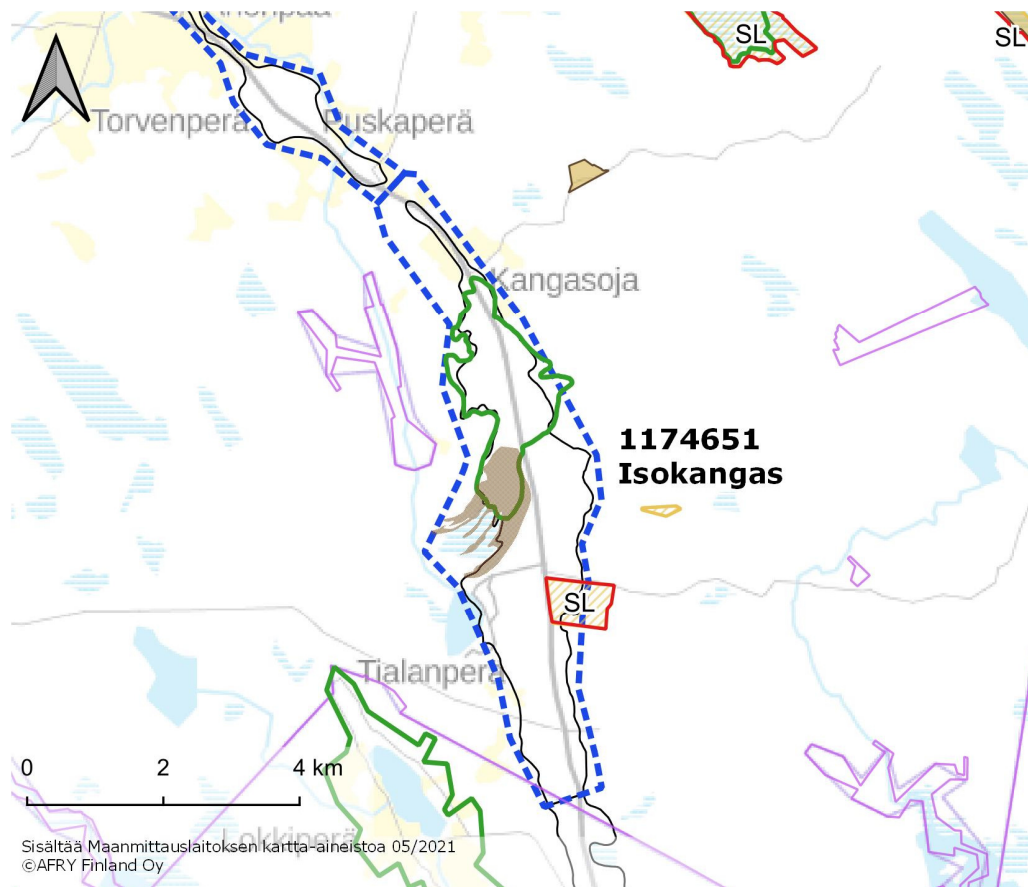 SL
SL
Torvenperä
Puskaperä
Kangasoja
1174651
Isokangas
SL
Tialanperä
0 2 4 km
Lokkiperä
Sisältää Maanmittauslaitoksen kartta-aineistoa 05/2021
©AFRY Finland Oy